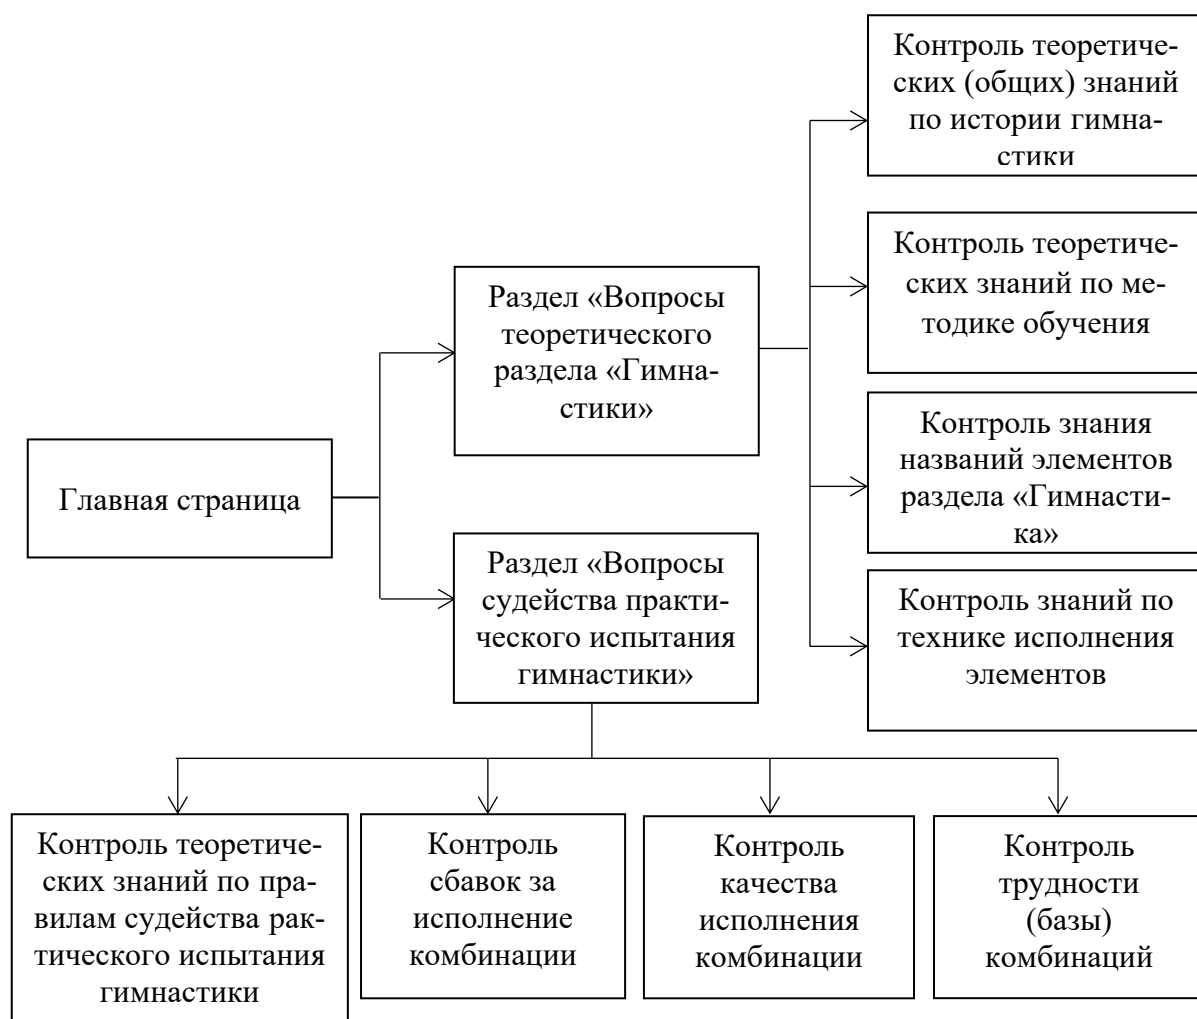 Контроль теоретиче-
ских (общих) знаний
по истории гимна-
стики
Контроль теоретиче-
ских знаний по ме-
тодике обучения
Раздел «Вопросы
теоретического
раздела «Гимна-
стики»
Контроль знания
названий элементов
раздела «Гимнасти-
ка»
Главная страница
Раздел «Вопросы
судейства практи-
ческого испытания
гимнастики»
Контроль знаний по
технике исполнения
элементов
Контроль теоретиче-
ских знаний по пра-
вилам судейства рак-
тического испытания
гимнастики
Контроль
сбавок за
исполнение
комбинации
Контроль
качества
исполнения
комбинации
Контроль
трудности
(базы)
комбинаций